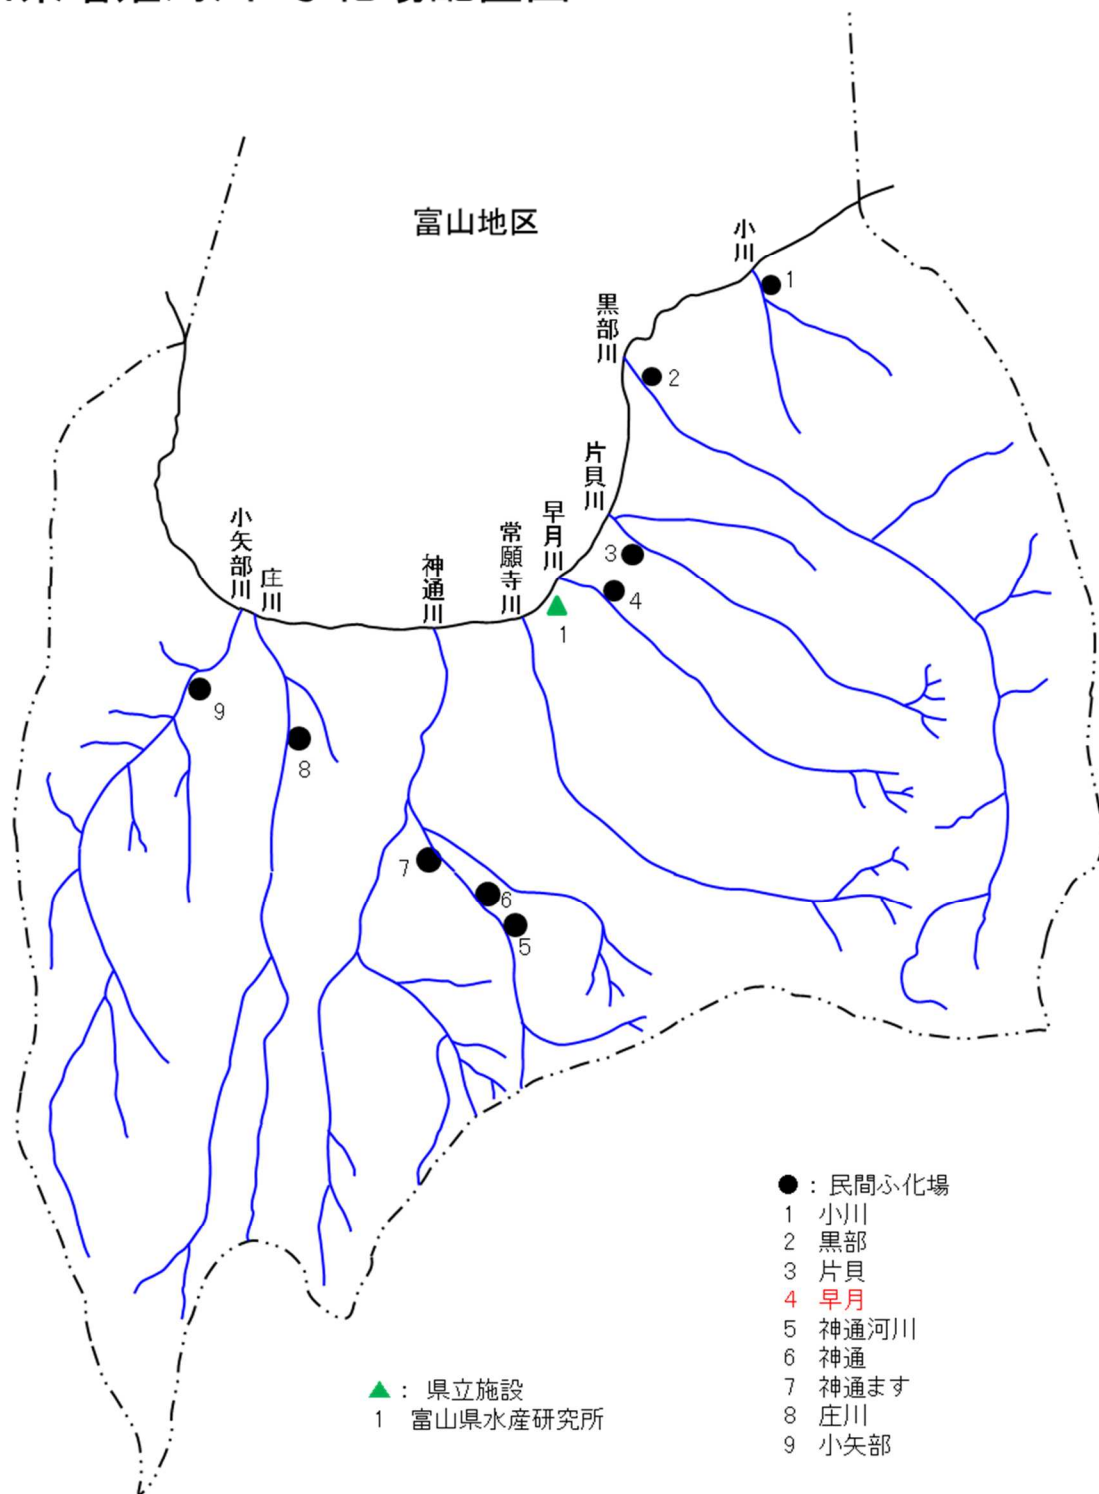 富山地区
小川
1
黒部川
2
片貝川
3
早月川
4
常願寺川
1
神通川
小矢部川
庄川
9
8
7
6
5
●：民間ふ化場
1 小川
2 黒部
3 片貝
4 早月
5 神通河川
6 神通
7 神通ます
8 庄川
9 小矢部
▲：県立施設
1 富山県水産研究所